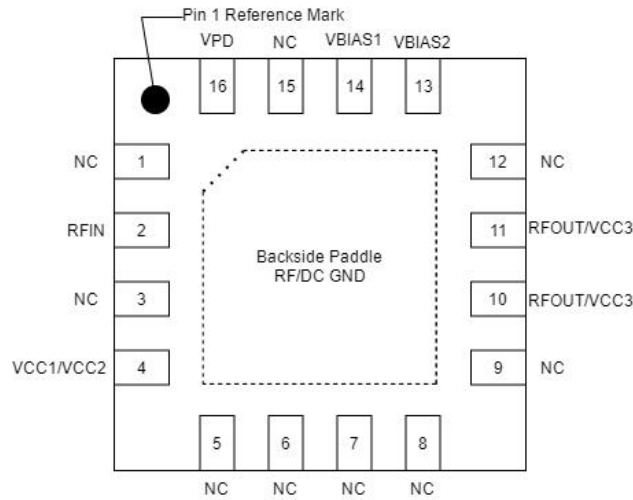 Pin 1 Reference Mark
VPD NC VBIAS1 VBIAS2
16 15 14 13
NC 1 12 NC
RFIN 2 11 RFOUT/VCC3
Backside Paddle
RF/DC GND
NC 3 10 RFOUT/VCC3
VCC1/VCC2 4 9 NC
5 6 7 8
NC NC NC NC